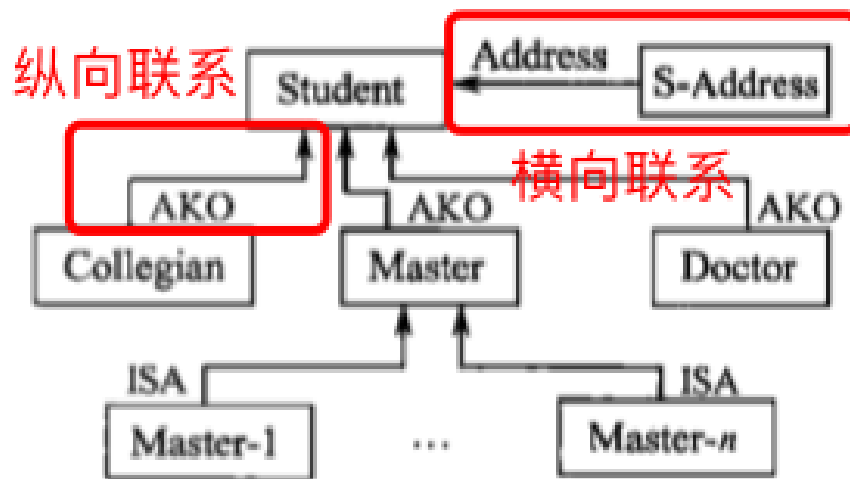 纵向联系
Student
Address
S-Address
横向联系
AKO
AKO
AKO
Collegian
Master
Doctor
ISA
ISA
Master-1
...
Master-n